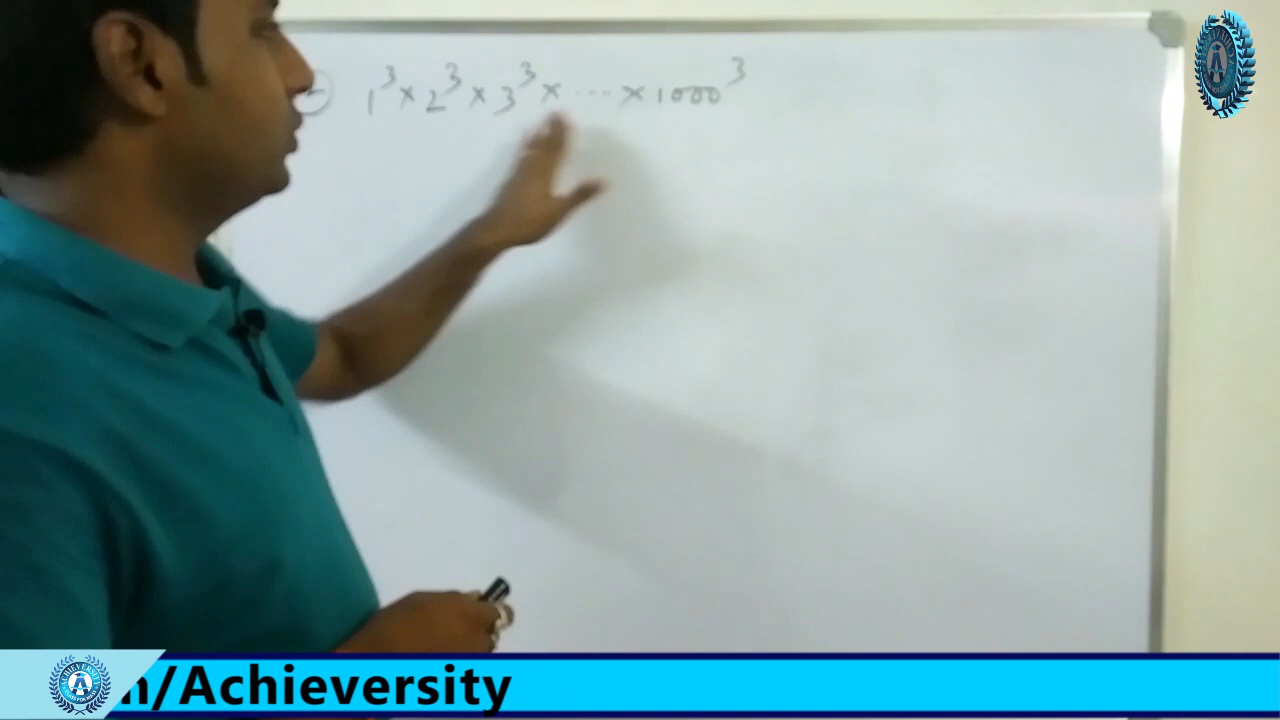 1³ × 2³ × 3³ × ... × 1000³
n/Achieversity